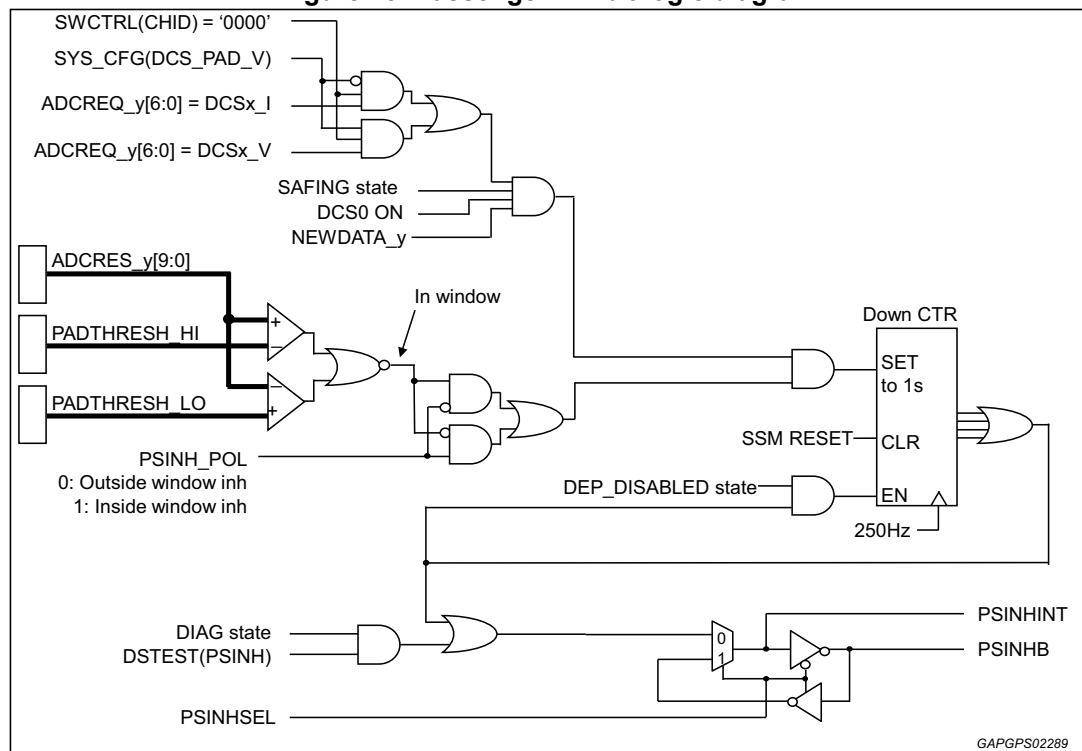 SWCTRL(CHID) = ‘0000’
SYS_CFG(DCS_PAD_V)
ADCREQ_y[6:0] = DCSx_I
ADCREQ_y[6:0] = DCSx_V
SAFING state
DCS0 ON
NEWDATA_y
ADCRES_y[9:0]
In window
PADTHRESH_HI
+
−
Down CTR
SET
to 1s
PADTHRESH_LO
−
+
SSM RESET
CLR
PSINH_POL
0: Outside window inh
1: Inside window inh
DEP_DISABLED state
EN
250Hz
DIAG state
DSTEST(PSINH)
0
1
PSINHINT
PSINHB
PSINHSEL
GAPGPS02289